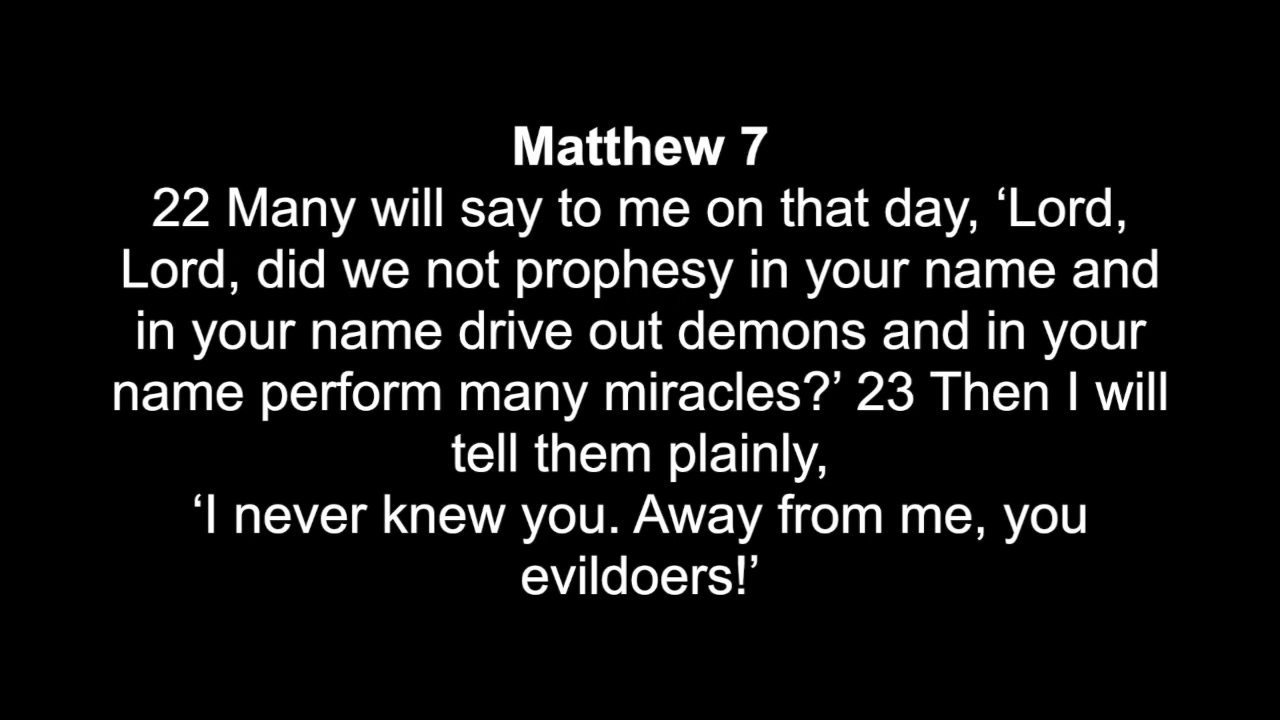 Matthew 7
22 Many will say to me on that day, ‘Lord,
Lord, did we not prophesy in your name and
in your name drive out demons and in your
name perform many miracles?’ 23 Then I will
tell them plainly,
‘I never knew you. Away from me, you
evildoers!’